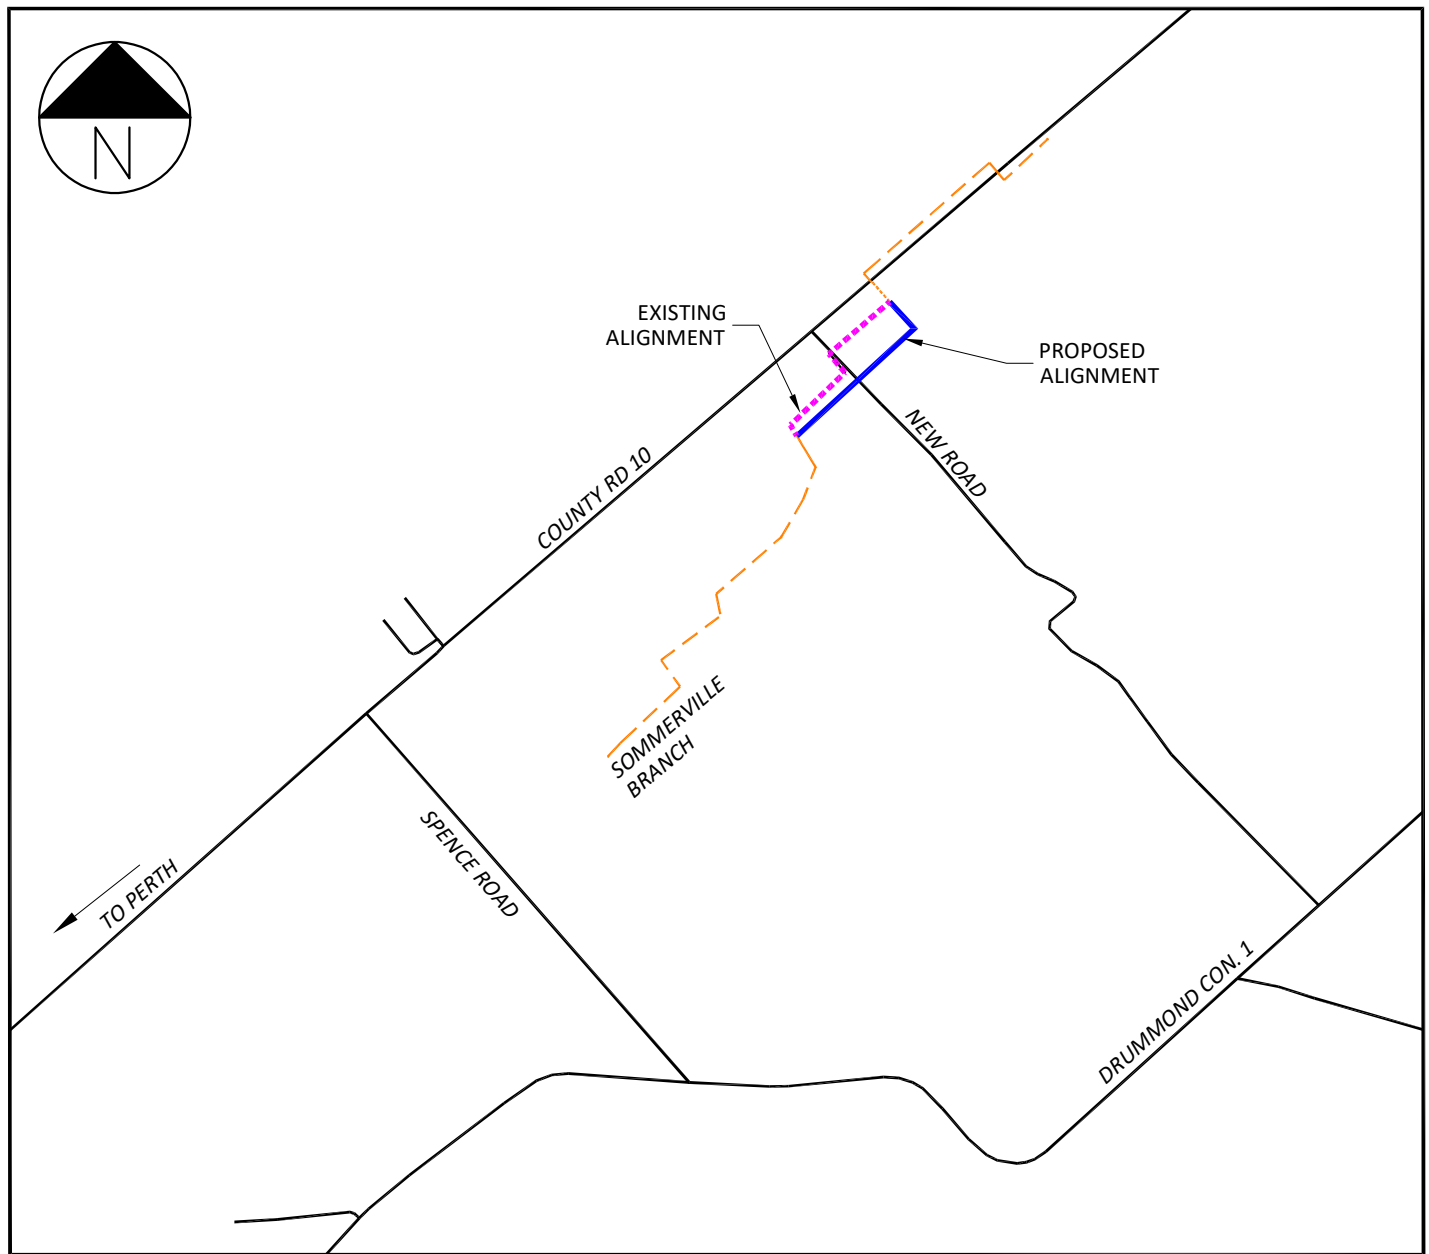 N
EXISTING
ALIGNMENT
PROPOSED
ALIGNMENT
NEW ROAD
COUNTY RD 10
SOMMERVILLE
BRANCH
SPENCE ROAD
TO PERTH
DRUMMOND CON. 1